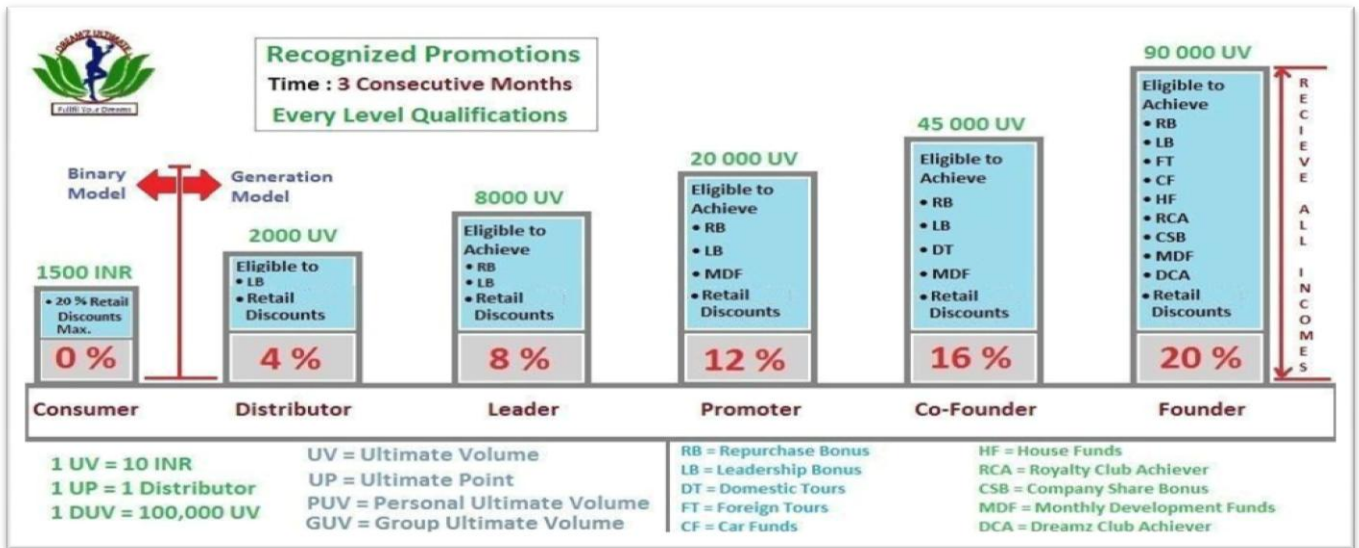 DREAM'Z ULTIMATE
Fulfill Your Dreams
Recognized Promotions
Time : 3 Consecutive Months
Every Level Qualifications
Binary
Model
Generation
Model
1500 INR
• 20 % Retail
Discounts
Max.
0 %
Consumer
2000 UV
Eligible to
• LB
• Retail
Discounts
4 %
Distributor
8000 UV
Eligible to
Achieve
• RB
• LB
• Retail
Discounts
8 %
Leader
20 000 UV
Eligible to
Achieve
• RB
• LB
• MDF
• Retail
Discounts
12 %
Promoter
45 000 UV
Eligible to
Achieve
• RB
• LB
• DT
• MDF
• Retail
Discounts
16 %
Co-Founder
90 000 UV
Eligible to
Achieve
• RB
• LB
• FT
• CF
• HF
• RCA
• CSB
• MDF
• DCA
• Retail
Discounts
20 %
Founder
RECIEVE ALL INCOMES
1 UV = 10 INR
1 UP = 1 Distributor
1 DUV = 100,000 UV
UV = Ultimate Volume
UP = Ultimate Point
PUV = Personal Ultimate Volume
GUV = Group Ultimate Volume
RB = Repurchase Bonus
LB = Leadership Bonus
DT = Domestic Tours
FT = Foreign Tours
CF = Car Funds
HF = House Funds
RCA = Royalty Club Achiever
CSB = Company Share Bonus
MDF = Monthly Development Funds
DCA = Dreamz Club Achiever